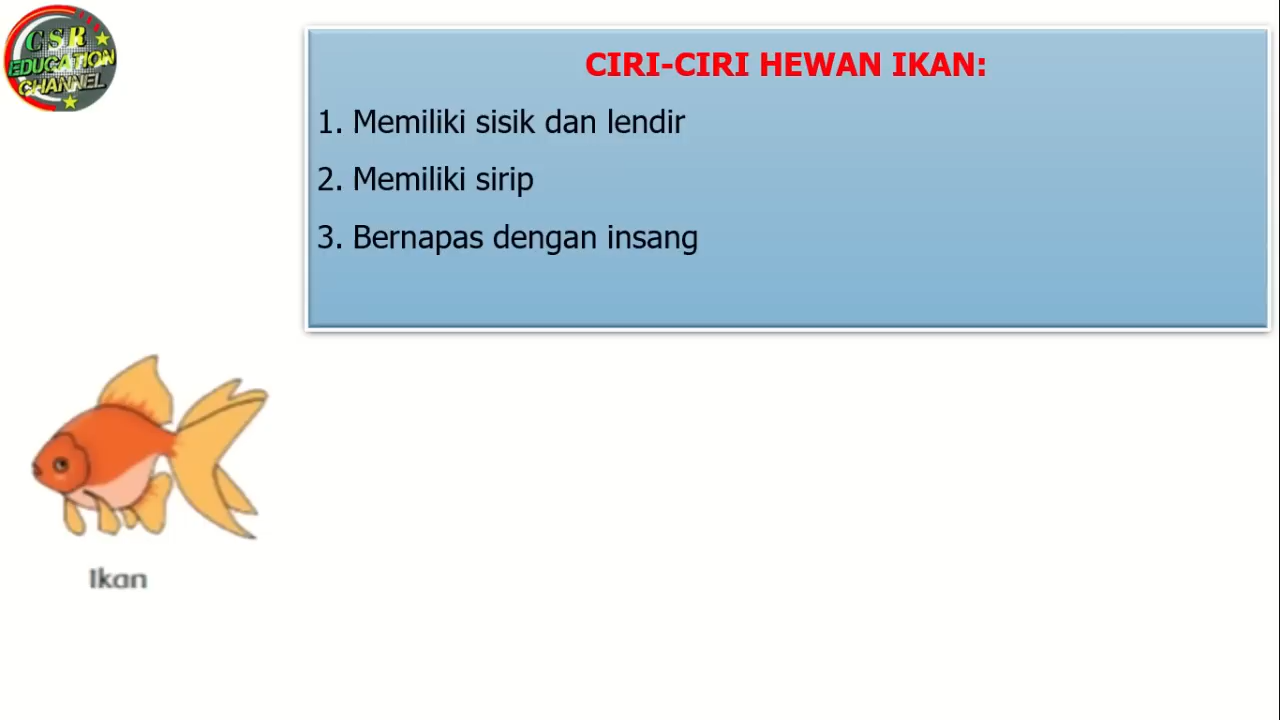 CSR
EDUCATION
CHANNEL
CIRI-CIRI HEWAN IKAN:
1. Memiliki sisik dan lendir
2. Memiliki sirip
3. Bernapas dengan insang
Ikan